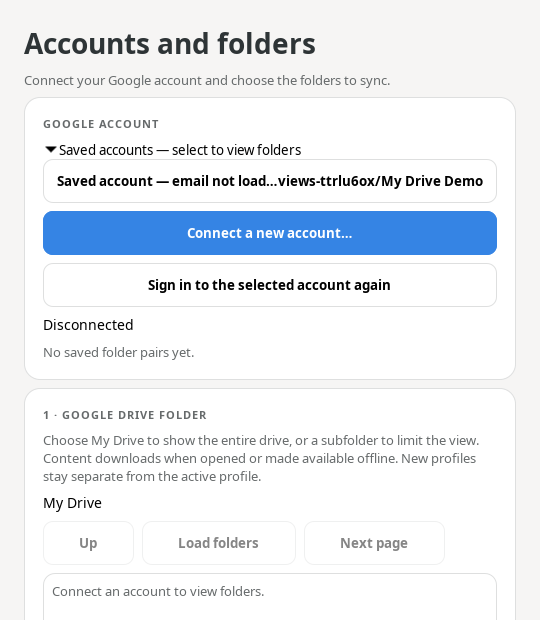 Accounts and folders
Connect your Google account and choose the folders to sync.
GOOGLE ACCOUNT
Saved accounts — select to view folders
Saved account — email not load...views-ttrlu6ox/My Drive Demo
Connect a new account...
Sign in to the selected account again
Disconnected
No saved folder pairs yet.
1 · GOOGLE DRIVE FOLDER
Choose My Drive to show the entire drive, or a subfolder to limit the view.
Content downloads when opened or made available offline. New profiles
stay separate from the active profile.
My Drive
Up Load folders Next page
Connect an account to view folders.